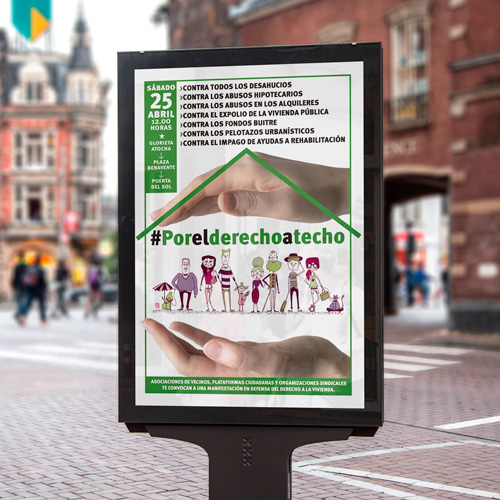 SÁBADO
25
ABRIL
12.00
HORAS
GLORIETA
ATOCHA
PLAZA
BENAVENTE
PUERTA
DEL SOL
>CONTRA TODOS LOS DESAHUCIOS
>CONTRA LOS ABUSOS HIPOTECARIOS
>CONTRA LOS ABUSOS EN LOS ALQUILERES
>CONTRA EL EXPOLIO DE LA VIVIENDA PÚBLICA
>CONTRA LOS FONDOS BUITRE
>CONTRA LOS PELOTAZOS URBANÍSTICOS
>CONTRA EL IMPAGO DE AYUDAS A REHABILITACIÓN
#Porelderechoatecho
ASOCIACIONES DE VECINOS, PLATAFORMAS CIUDADANAS Y ORGANIZACIONES SINDICALES
TE CONVOCAN A UNA MANIFESTACIÓN EN DEFENSA DEL DERECHO A LA VIVIENDA.